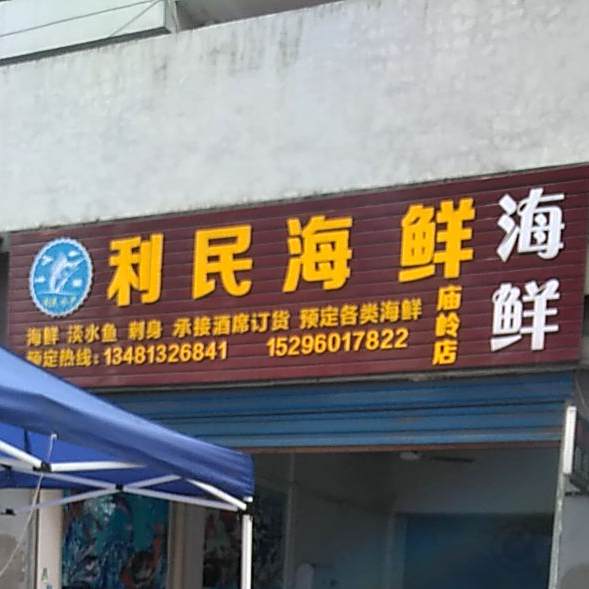 利民海鲜
庙岭店
海鲜
海鲜 淡水鱼 刺身 承接酒席订货 预定各类海鲜
预定热线:13481326841 15296017822